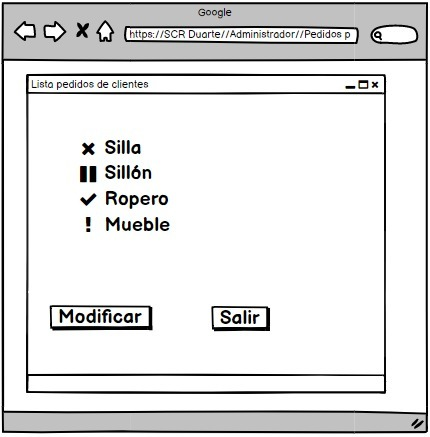 Google
https://SCR Duarte//Administrador//Pedidos p
Lista pedidos de clientes
Silla
Sillón
Ropero
Mueble
Modificar
Salir